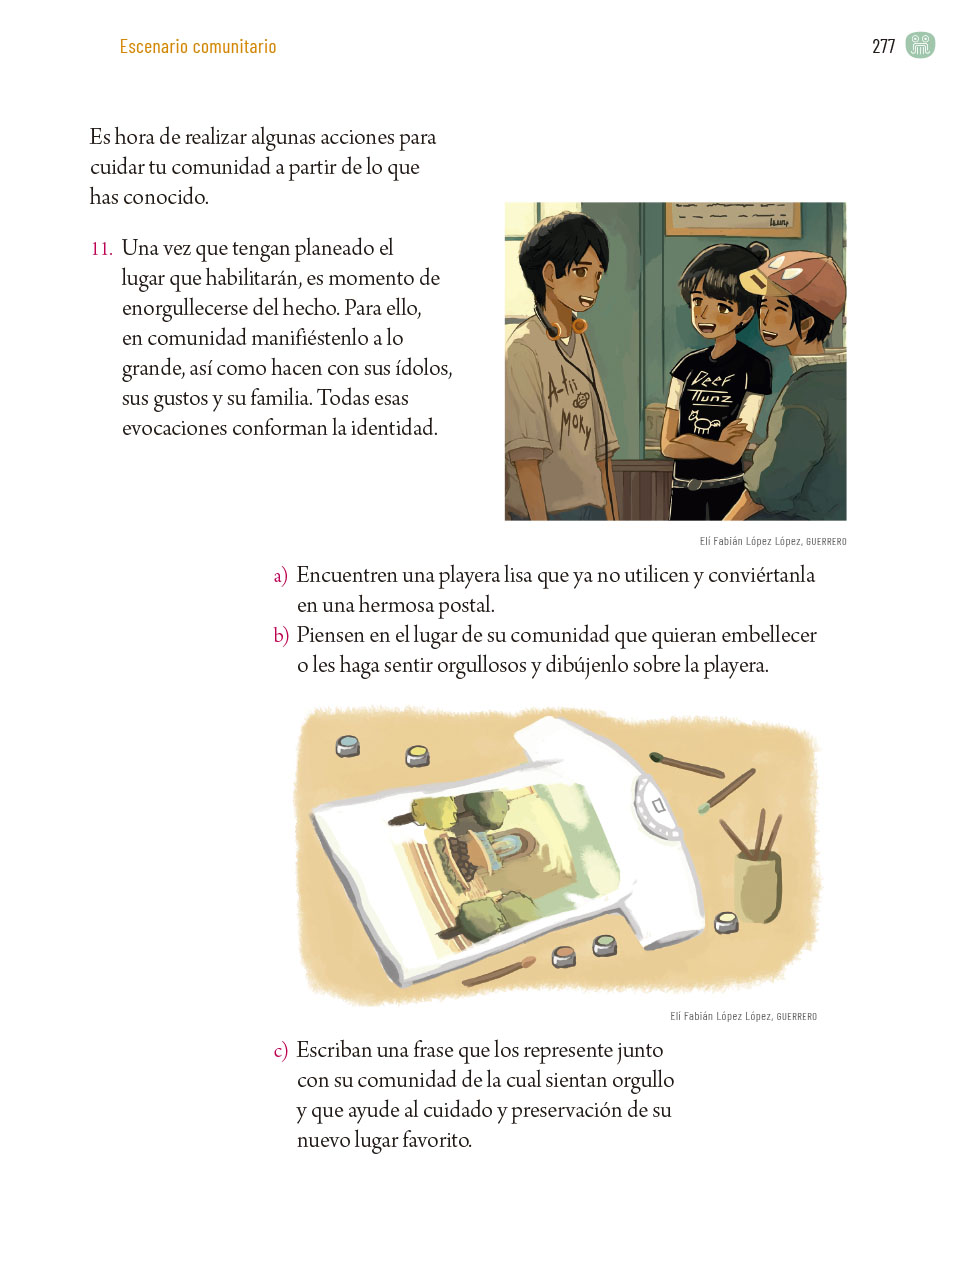 Escenario comunitario
277
Es hora de realizar algunas acciones para
cuidar tu comunidad a partir de lo que
has conocido.
11. Una vez que tengan planeado el
lugar que habilitarán, es momento de
enorgullecerse del hecho. Para ello,
en comunidad manifiéstenlo a lo
grande, así como hacen con sus ídolos,
sus gustos y su familia. Todas esas
evocaciones conforman la identidad.
A-tii
MOKY
DEEF
TTUNZ
Elí Fabián López López, GUERRERO
a) Encuentren una playera lisa que ya no utilicen y conviértanla
en una hermosa postal.
b) Piensen en el lugar de su comunidad que quieran embellecer
o les haga sentir orgullosos y dibújenlo sobre la playera.
Elí Fabián López López, GUERRERO
c) Escriban una frase que los represente junto
con su comunidad de la cual sientan orgullo
y que ayude al cuidado y preservación de su
nuevo lugar favorito.